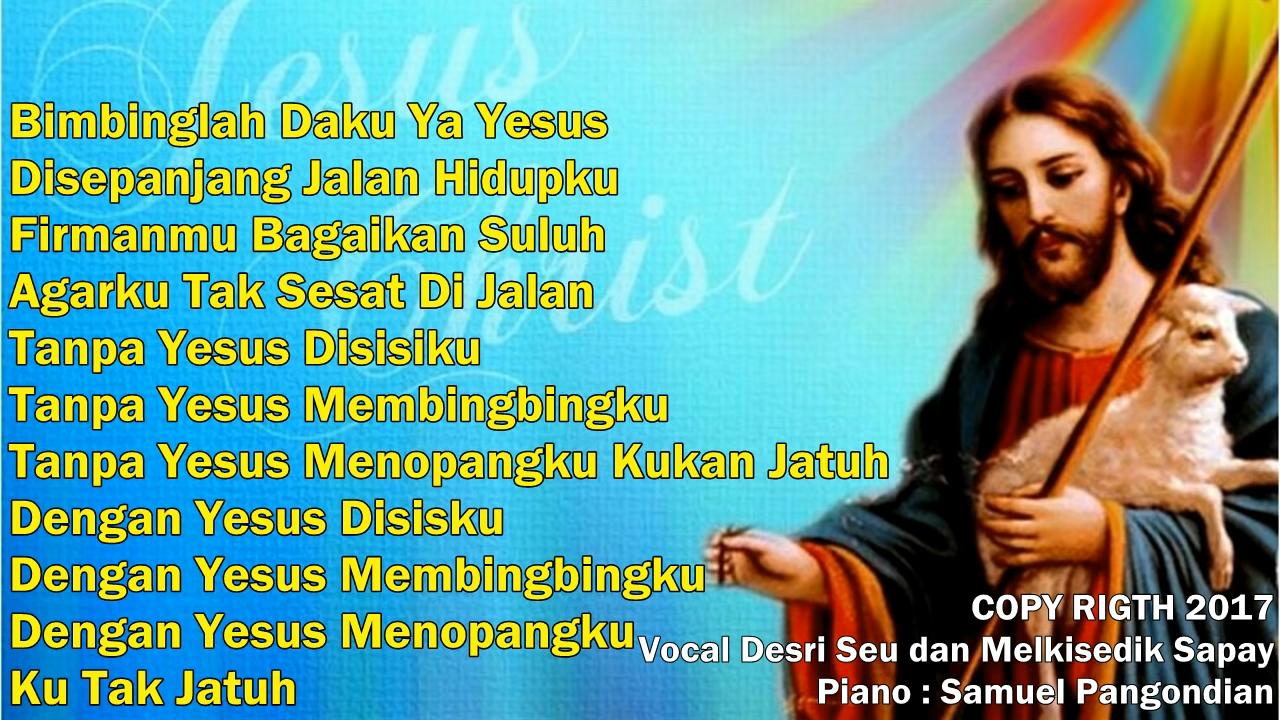 Jesus
Christ
Bimbinglah Daku Ya Yesus
Disepanjang Jalan Hidupku
Firmanmu Bagaikan Suluh
Agarku Tak Sesat Di Jalan
Tanpa Yesus Disisiku
Tanpa Yesus Membingbingku
Tanpa Yesus Menopangku Kukan Jatuh
Dengan Yesus Disisku
Dengan Yesus Membingbingku
Dengan Yesus Menopangku
Ku Tak Jatuh
COPY RIGTH 2017
Vocal Desri Seu dan Melkisedik Sapay
Piano : Samuel Pangondian